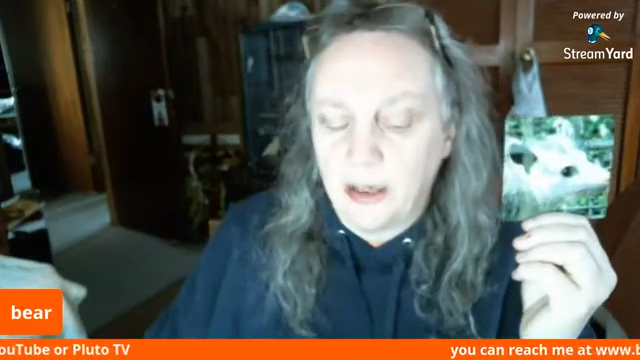 Powered by
StreamYard
bear
ouTube or Pluto TV
you can reach me at www.b